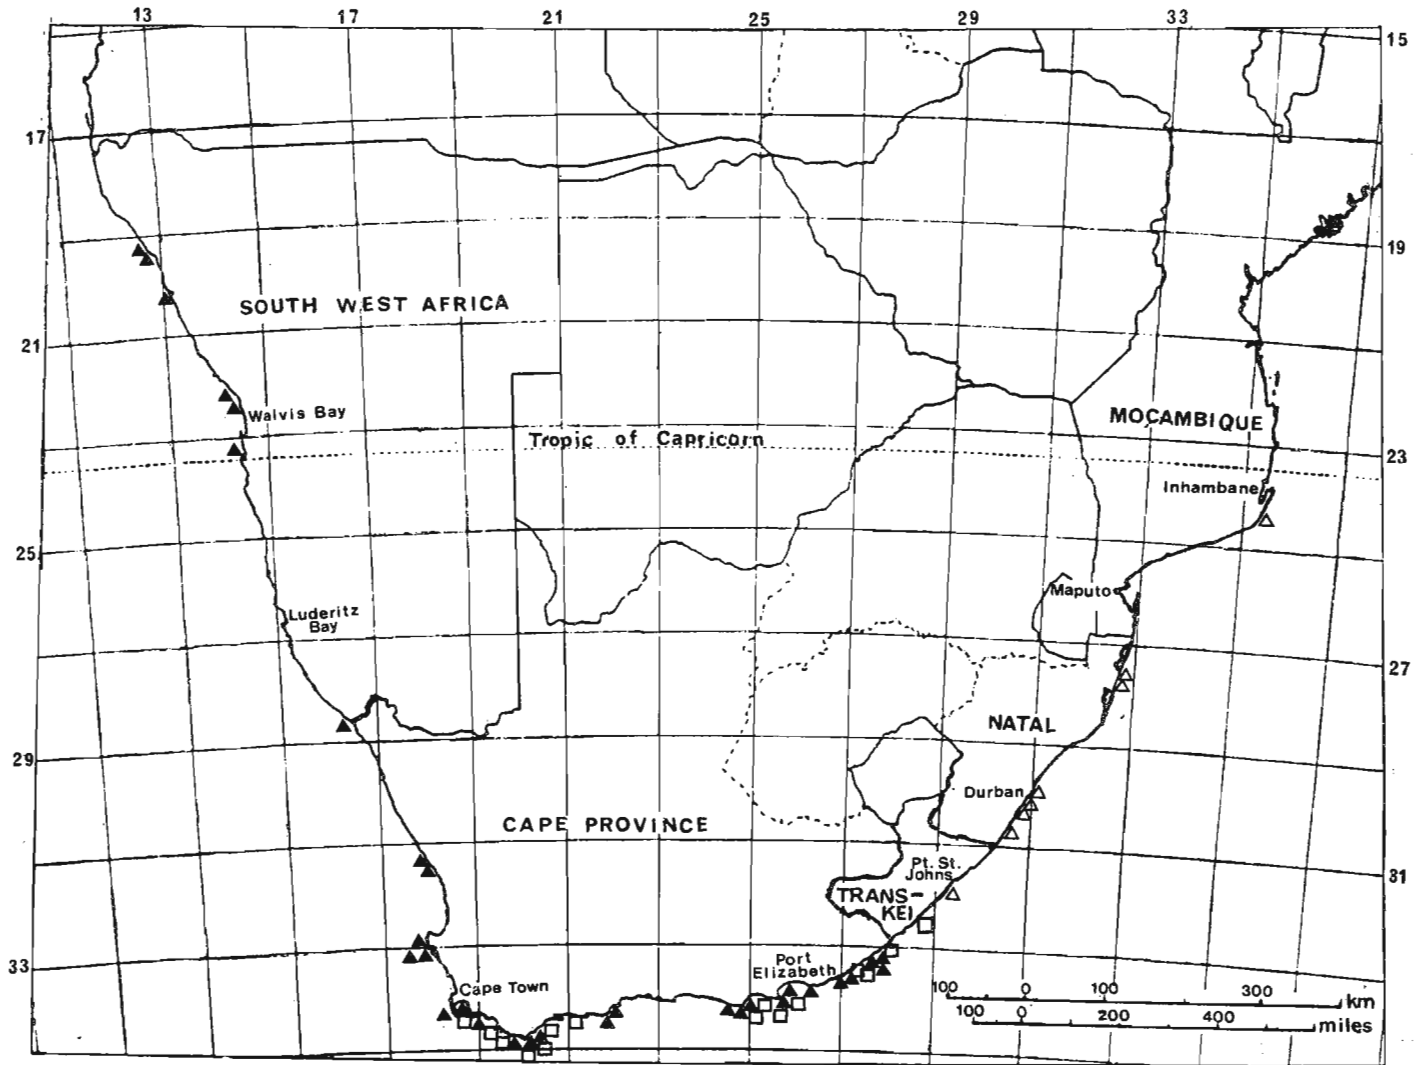 13 17 21 25 29 33
15
17
19
SOUTH WEST AFRICA
21
Walvis Bay
MOÇAMBIQUE
Tropic of Capricorn
23
Inhambane
25
Maputo
Luderitz
Bay
27
NATAL
29
Durban
CAPE PROVINCE
Pt. St.
Johns
31
TRANS-
KEI
Port
Elizabeth
33
Cape Town
100 0 100 300 km
100 0 200 400 miles